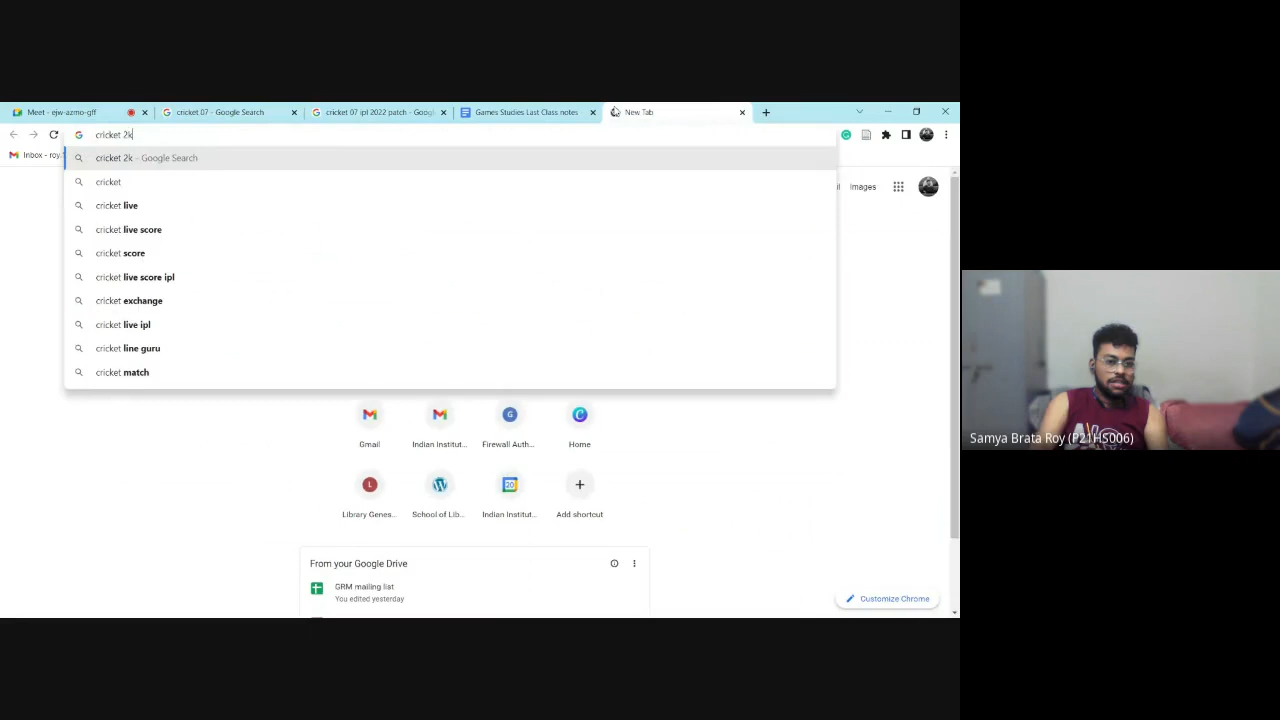 Meet - ejw-azmo-gff
cricket 07 - Google Search
cricket 07 ipl 2022 patch - Goog
Games Studies Last Class notes
New Tab
cricket 2k
Inbox - roy.
cricket 2k - Google Search
cricket
cricket live
cricket live score
cricket score
cricket live score ipl
cricket exchange
cricket live ipl
cricket line guru
cricket match
Images
Gmail
Indian Institut...
Firewall Auth...
Home
Library Genes...
School of Lib...
20
Indian Institut...
Add shortcut
From your Google Drive
GRM mailing list
You edited yesterday
Customize Chrome
Samya Brata Roy (P21HS006)